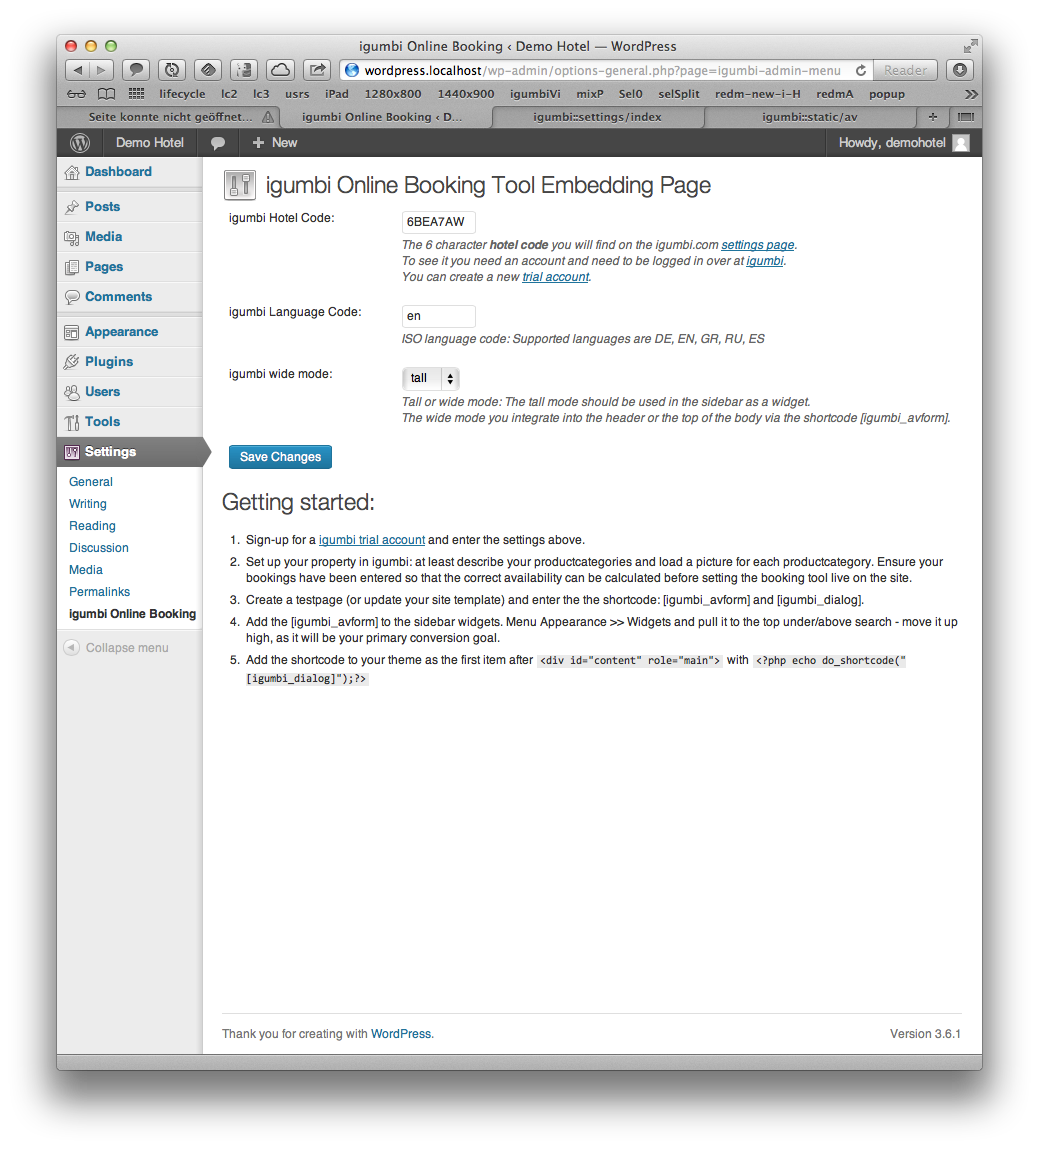 igumbi Online Booking ‹ Demo Hotel — WordPress
wordpress.localhost/wp-admin/options-general.php?page=igumbi-admin-menu
Reader
lifecycle lc2 lc3 usrs iPad 1280x800 1440x900 igumbiVi mixP Sel0 selSplit redm-new-i-H redmA popup
Seite konnte nicht geöffnet...
igumbi Online Booking ‹ D...
igumbi::settings/index
igumbi::static/av
Demo Hotel
+ New
Howdy, demohotel
Dashboard
Posts
Media
Pages
Comments
Appearance
Plugins
Users
Tools
Settings
General
Writing
Reading
Discussion
Media
Permalinks
igumbi Online Booking
Collapse menu
igumbi Online Booking Tool Embedding Page
igumbi Hotel Code:
6BEA7AW
The 6 character hotel code you will find on the igumbi.com settings page.
To see it you need an account and need to be logged in over at igumbi.
You can create a new trial account.
igumbi Language Code:
en
ISO language code: Supported languages are DE, EN, GR, RU, ES
igumbi wide mode:
tall
Tall or wide mode: The tall mode should be used in the sidebar as a widget.
The wide mode you integrate into the header or the top of the body via the shortcode [igumbi_avform].
Save Changes
Getting started:
1. Sign-up for a igumbi trial account and enter the settings above.
2. Set up your property in igumbi: at least describe your productcategories and load a picture for each productcategory. Ensure your
bookings have been entered so that the correct availability can be calculated before setting the booking tool live on the site.
3. Create a testpage (or update your site template) and enter the the shortcode: [igumbi_avform] and [igumbi_dialog].
4. Add the [igumbi_avform] to the sidebar widgets. Menu Appearance >> Widgets and pull it to the top under/above search - move it up
high, as it will be your primary conversion goal.
5. Add the shortcode to your theme as the first item after <div id="content" role="main"> with <?php echo do_shortcode("
[igumbi_dialog]");?>
Thank you for creating with WordPress.
Version 3.6.1